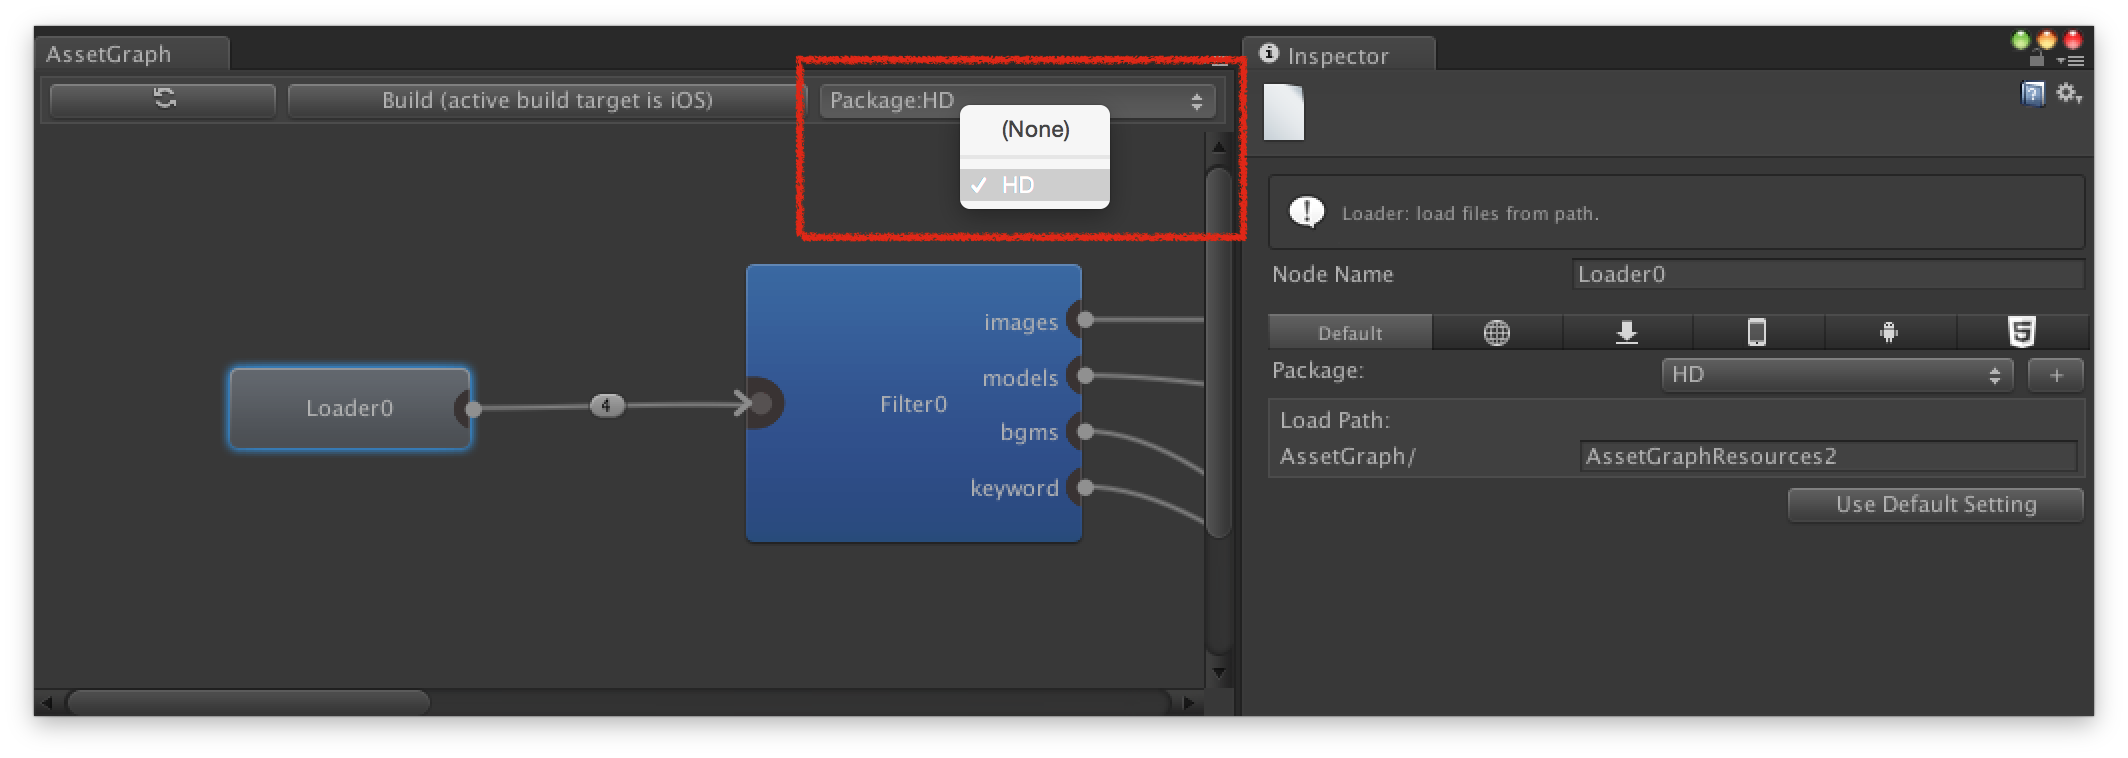 AssetGraph
Build (active build target is iOS)
Package:HD
(None)
✓ HD
Loader0
4
Filter0
images
models
bgms
keyword
Inspector
Loader: load files from path.
Node Name
Loader0
Default
Package:
HD
+
Load Path:
AssetGraph/
AssetGraphResources2
Use Default Setting